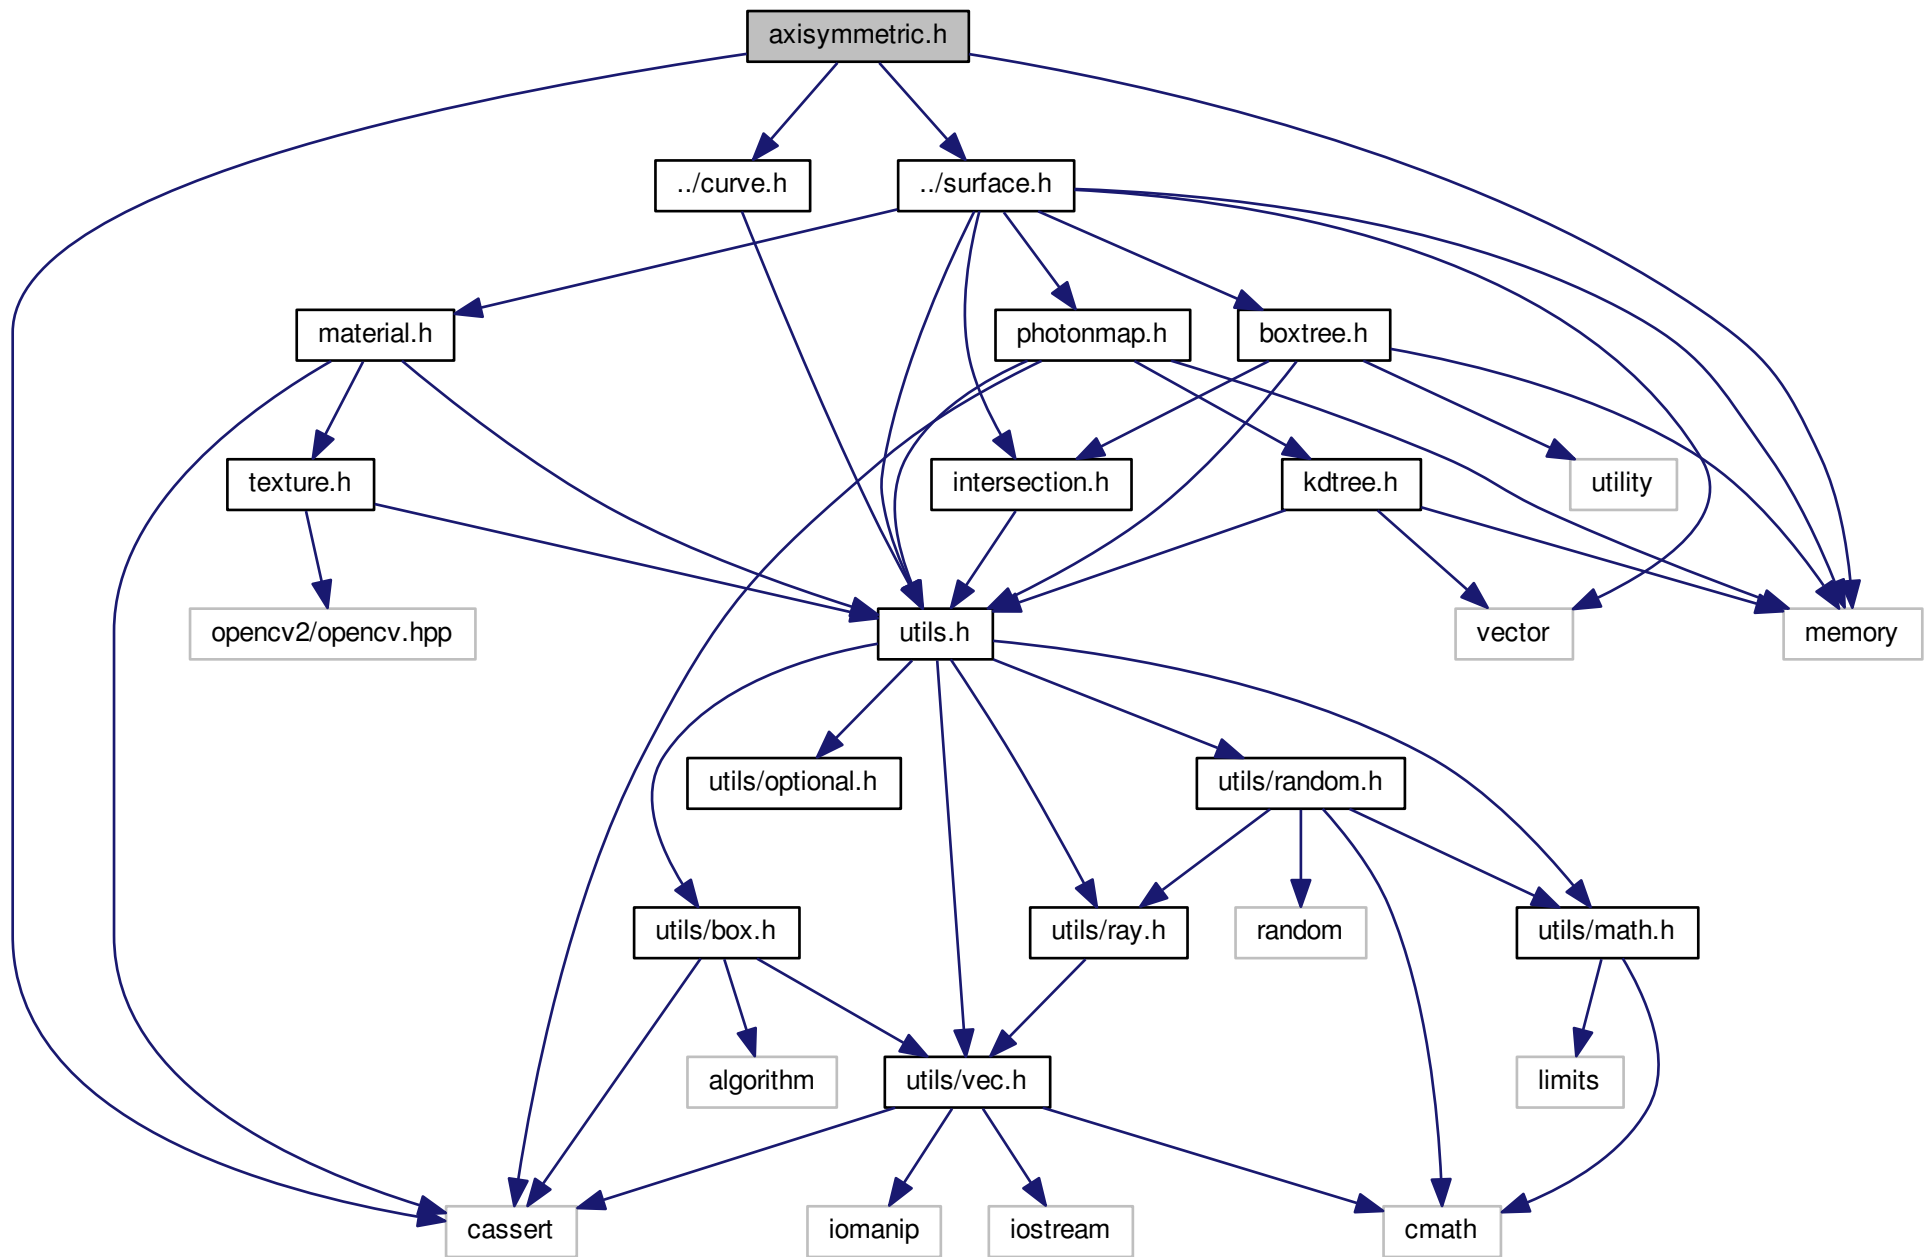 axisymmetric.h
../curve.h
../surface.h
material.h
photonmap.h
boxtree.h
texture.h
intersection.h
kdtree.h
utility
opencv2/opencv.hpp
utils.h
vector
memory
utils/optional.h
utils/random.h
utils/box.h
utils/ray.h
random
utils/math.h
algorithm
utils/vec.h
limits
cassert
iomanip
iostream
cmath